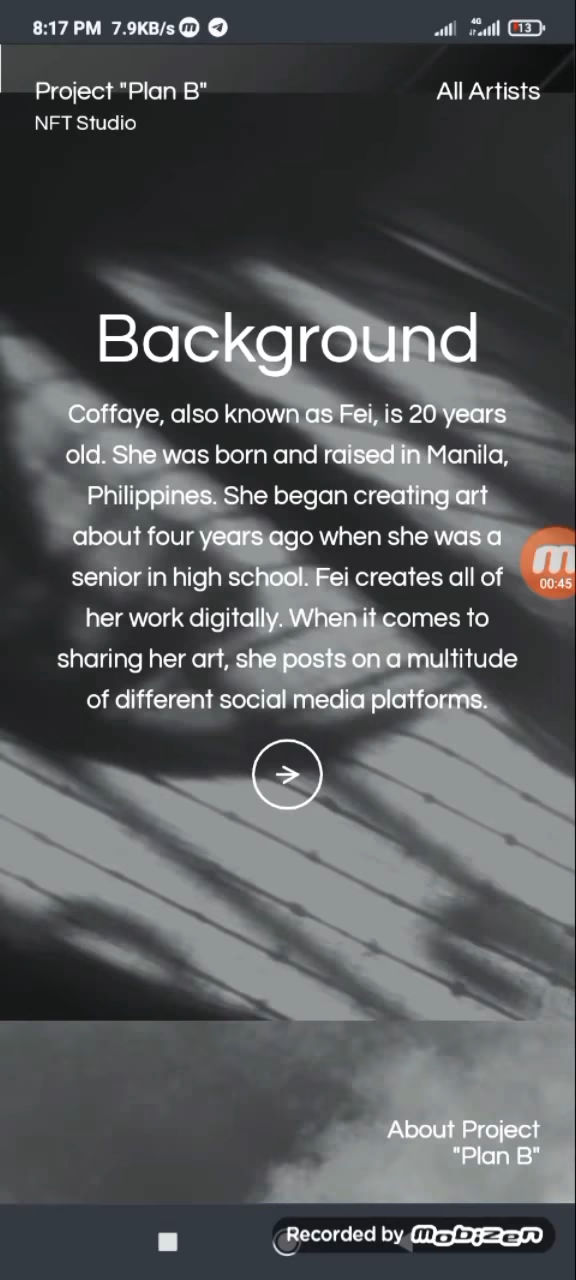 8:17 PM 7.9KB/s m 4G 13
Project "Plan B" All Artists
NFT Studio
Background
Coffaye, also known as Fei, is 20 years
old. She was born and raised in Manila,
Philippines. She began creating art
about four years ago when she was a
senior in high school. Fei creates all of
her work digitally. When it comes to
sharing her art, she posts on a multitude
of different social media platforms.
m
00:45
About Project
"Plan B"
Recorded by mobizen